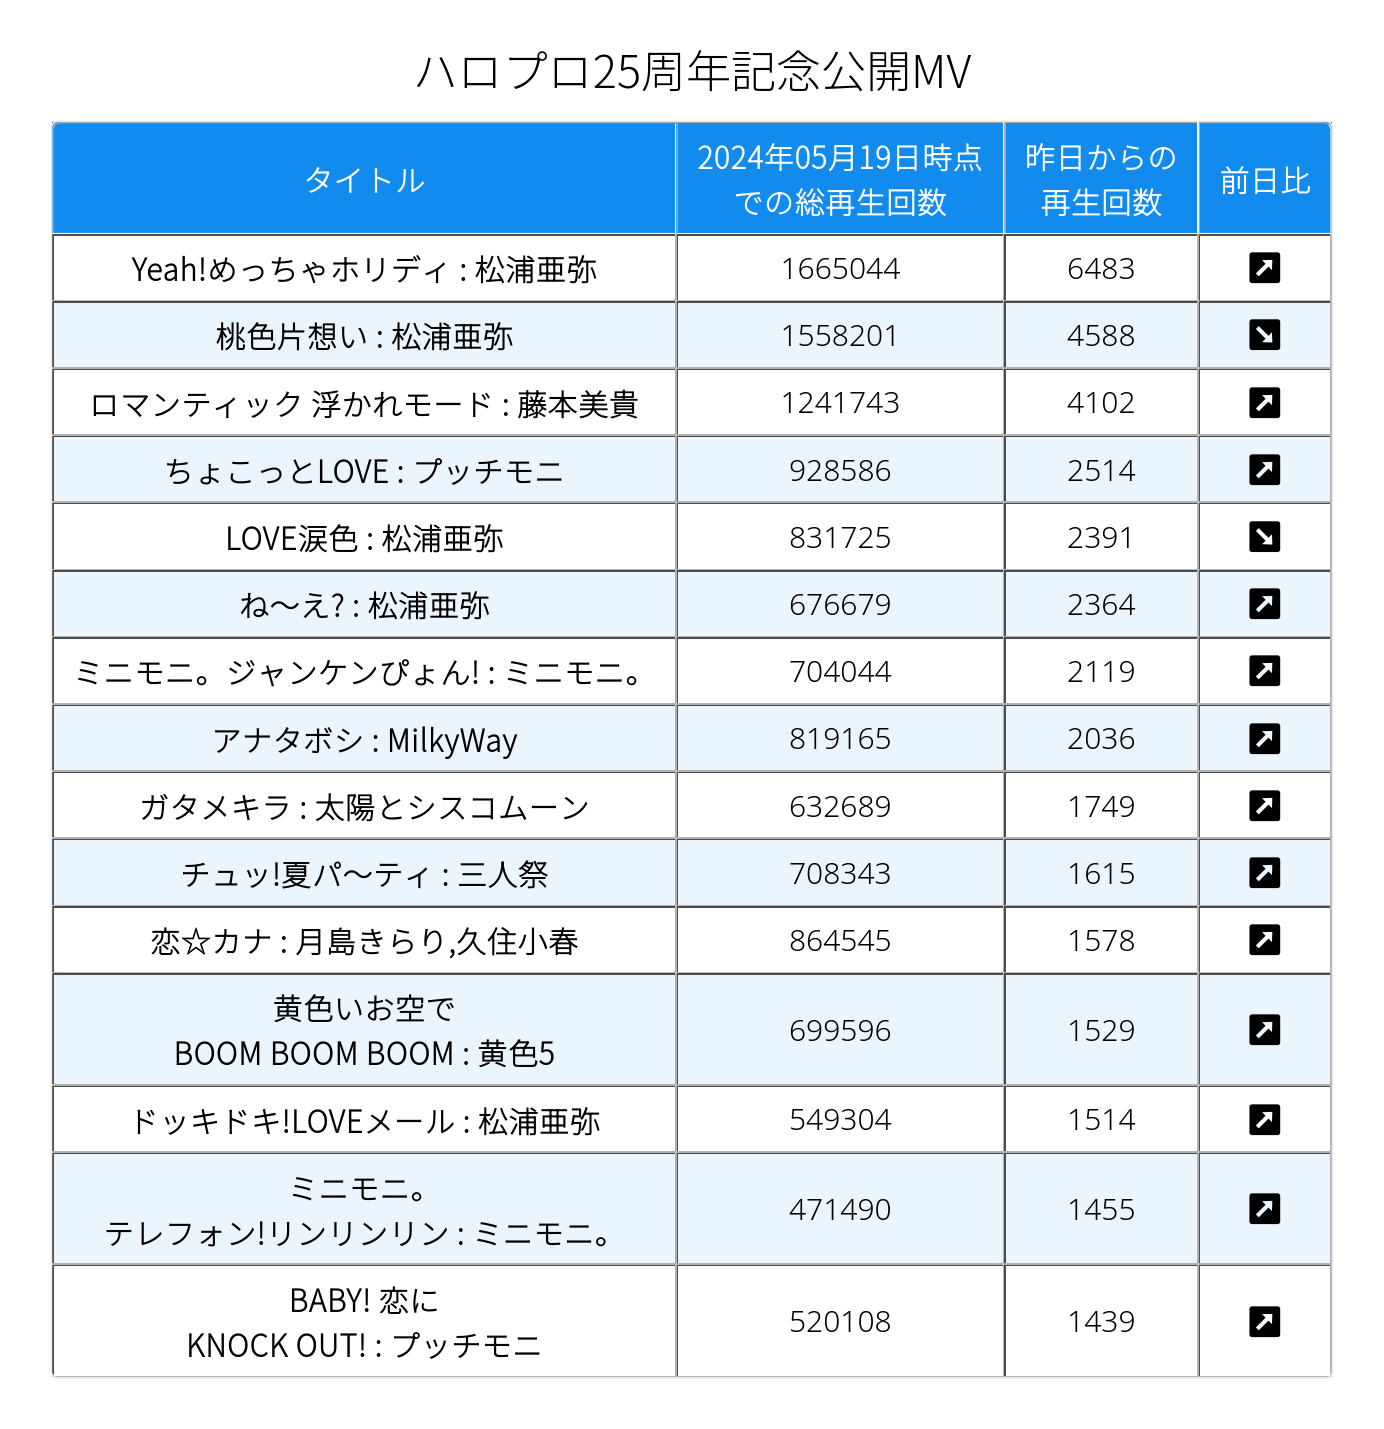 ハロプロ25周年記念公開MV
タイトル
2024年05月19日時点
での総再生回数
昨日からの
再生回数
前日比
Yeah!めっちゃホリディ : 松浦亜弥 1665044 6483
桃色片想い : 松浦亜弥 1558201 4588
ロマンティック 浮かれモード : 藤本美貴 1241743 4102
ちょこっとLOVE : プッチモニ 928586 2514
LOVE涙色 : 松浦亜弥 831725 2391
ね～え? : 松浦亜弥 676679 2364
ミニモニ。ジャンケンぴょん! : ミニモニ。 704044 2119
アナタボシ : MilkyWay 819165 2036
ガタメキラ : 太陽とシスコムーン 632689 1749
チュッ!夏パ～ティ : 三人祭 708343 1615
恋☆カナ : 月島きらり,久住小春 864545 1578
黄色いお空で
BOOM BOOM BOOM : 黄色5 699596 1529
ドッキドキ!LOVEメール : 松浦亜弥 549304 1514
ミニモニ。
テレフォン!リンリンリン : ミニモニ。 471490 1455
BABY! 恋に
KNOCK OUT! : プッチモニ 520108 1439